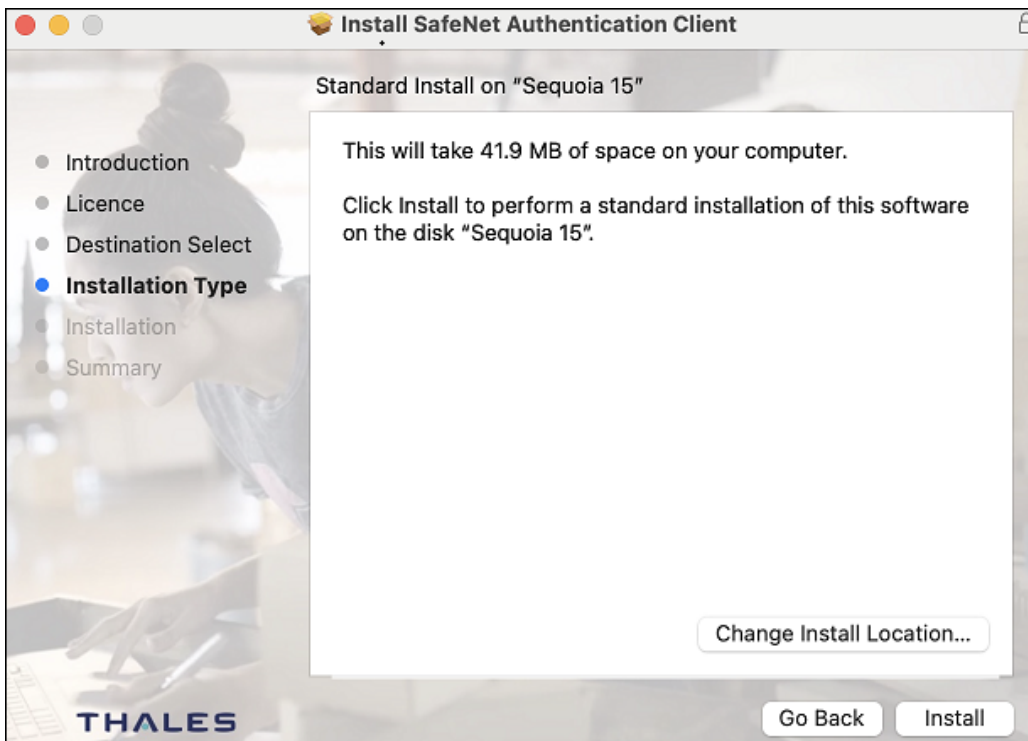 Install SafeNet Authentication Client
Standard Install on “Sequoia 15”
Introduction
Licence
Destination Select
Installation Type
Installation
Summary
This will take 41.9 MB of space on your computer.
Click Install to perform a standard installation of this software
on the disk “Sequoia 15”.
Change Install Location...
THALES
Go Back
Install